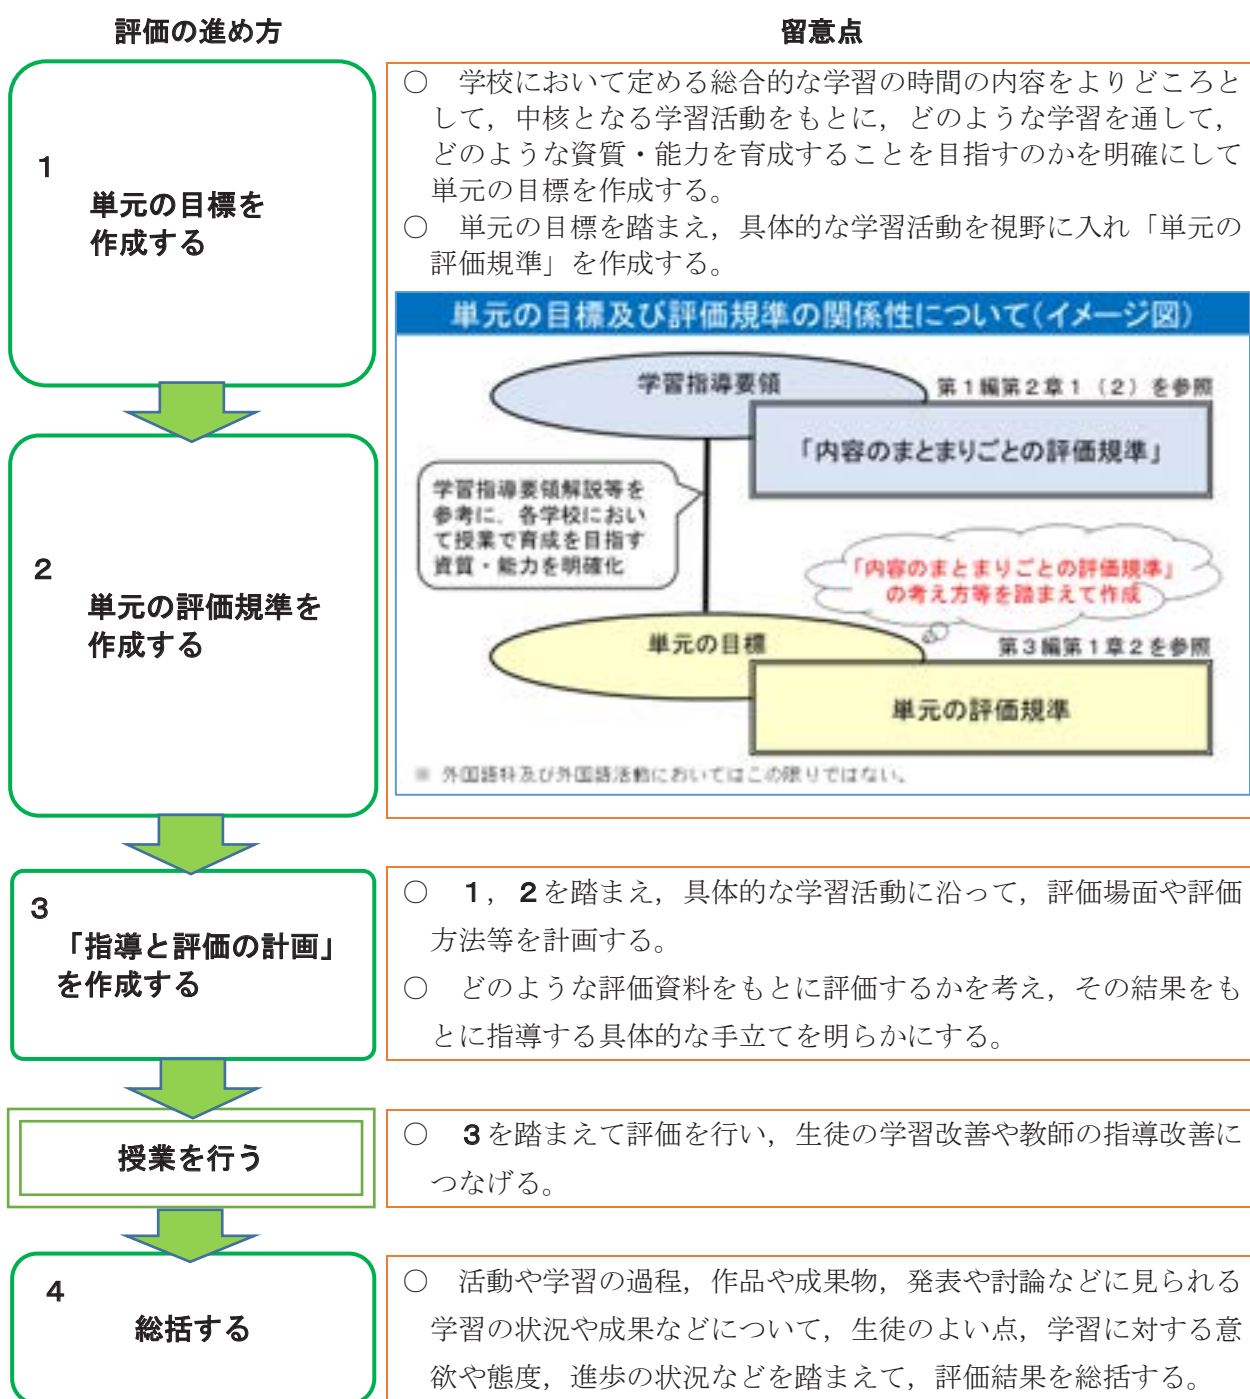 評価の進め方
留意点
1
単元の目標を
作成する
○　学校において定める総合的な学習の時間の内容をよりどころと
して，中核となる学習活動をもとに，どのような学習を通して，
どのような資質・能力を育成することを目指すのかを明確にして
単元の目標を作成する。
○　単元の目標を踏まえ，具体的な学習活動を視野に入れ「単元の
評価規準」を作成する。
単元の目標及び評価規準の関係性について(イメージ図)
学習指導要領
第１編第２章１（２）を参照
「内容のまとまりごとの評価規準」
学習指導要領解説等を
参考に，各学校におい
て授業で育成を目指す
資質・能力を明確化
「内容のまとまりごとの評価規準」
の考え方等を踏まえて作成
単元の目標
第３編第１章２を参照
単元の評価規準
※ 外国語科及び外国語活動においてはこの限りではない。
2
単元の評価規準を
作成する
3
「指導と評価の計画」
を作成する
○　１，２を踏まえ，具体的な学習活動に沿って，評価場面や評価
方法等を計画する。
○　どのような評価資料をもとに評価するかを考え，その結果をも
とに指導する具体的な手立てを明らかにする。
授業を行う
○　３を踏まえて評価を行い，生徒の学習改善や教師の指導改善に
つなげる。
4
総括する
○　活動や学習の過程，作品や成果物，発表や討論などに見られる
学習の状況や成果などについて，生徒のよい点，学習に対する意
欲や態度，進歩の状況などを踏まえて，評価結果を総括する。